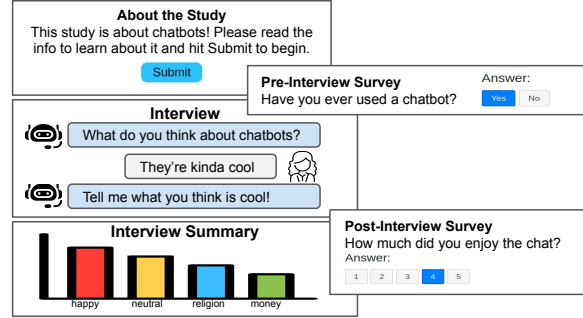 About the Study
This study is about chatbots! Please read the
info to learn about it and hit Submit to begin.
Submit
Pre-Interview Survey
Have you ever used a chatbot?
Answer:
Yes No
Interview
What do you think about chatbots?
They're kinda cool
Tell me what you think is cool!
Interview Summary
happy neutral religion money
Post-Interview Survey
How much did you enjoy the chat?
Answer:
1 2 3 4 5